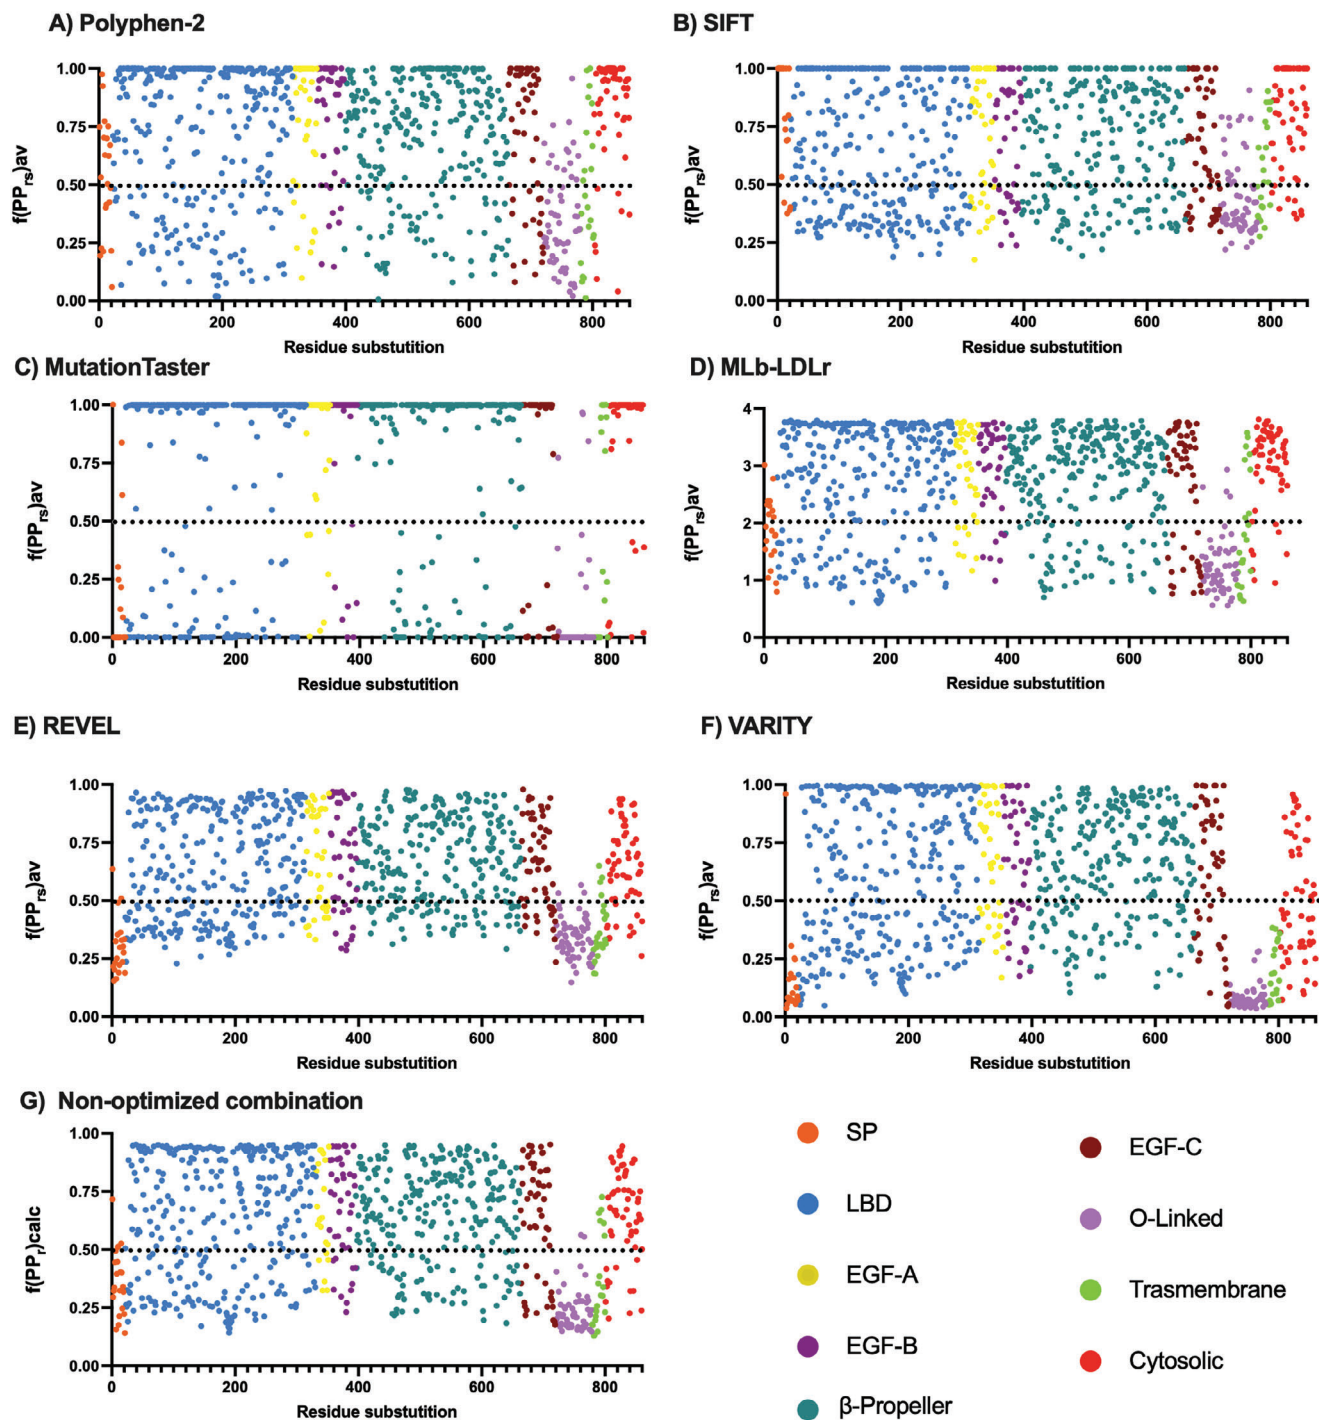 A) Polyphen-2
f(PPrs)av
1.00
0.75
0.50
0.25
0.00
0 200 400 600 800
Residue substutition
B) SIFT
f(PPrs)av
1.00
0.75
0.50
0.25
0.00
0 200 400 600 800
Residue substutition
C) MutationTaster
f(PPrs)av
1.00
0.75
0.50
0.25
0.00
0 200 400 600 800
Residue substutition
D) MLb-LDLr
f(PPrs)av
4
3
2
1
0
0 200 400 600 800
Residue substutition
E) REVEL
f(PPrs)av
1.00
0.75
0.50
0.25
0.00
0 200 400 600 800
Residue substutition
F) VARITY
f(PPrs)av
1.00
0.75
0.50
0.25
0.00
0 200 400 600 800
Residue substutition
G) Non-optimized combination
f(PPr)calc
1.00
0.75
0.50
0.25
0.00
0 200 400 600 800
Residue substutition
SP
LBD
EGF-A
EGF-B
β-Propeller
EGF-C
O-Linked
Trasmembrane
Cytosolic